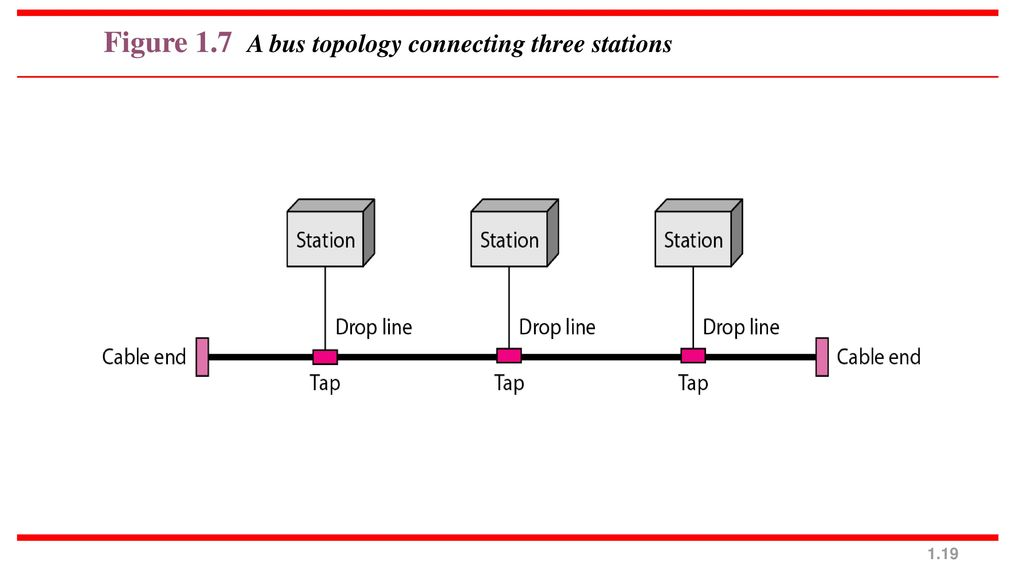 Figure 1.7 A bus topology connecting three stations
Station Station Station
Drop line Drop line Drop line
Cable end Cable end
Tap Tap Tap
1.19